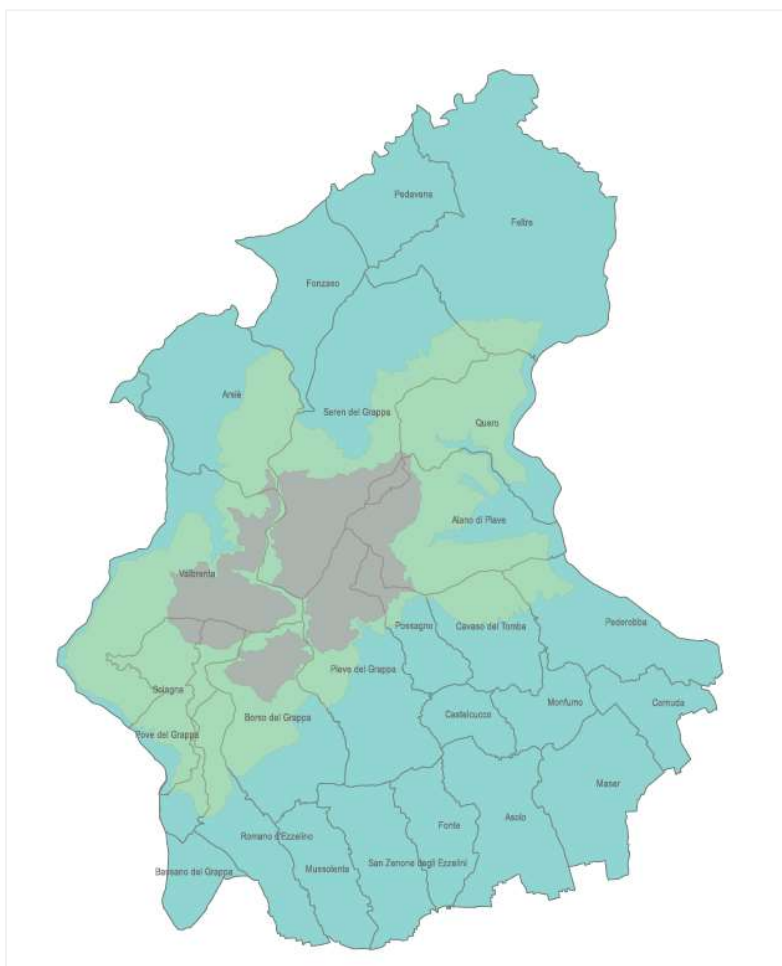 Pedavena
Feltre
Fonzaso
Arsiè
Seren del Grappa
Quero
Alano di Piave
Valbrenta
Possagno
Cavaso del Tomba
Pederobba
Pieve del Grappa
Solagna
Borso del Grappa
Castelcucco
Monfumo
Cornuda
Pove del Grappa
Maser
Asolo
Fonte
Romano d'Ezzelino
San Zenone degli Ezzelini
Mussolente
Bassano del Grappa